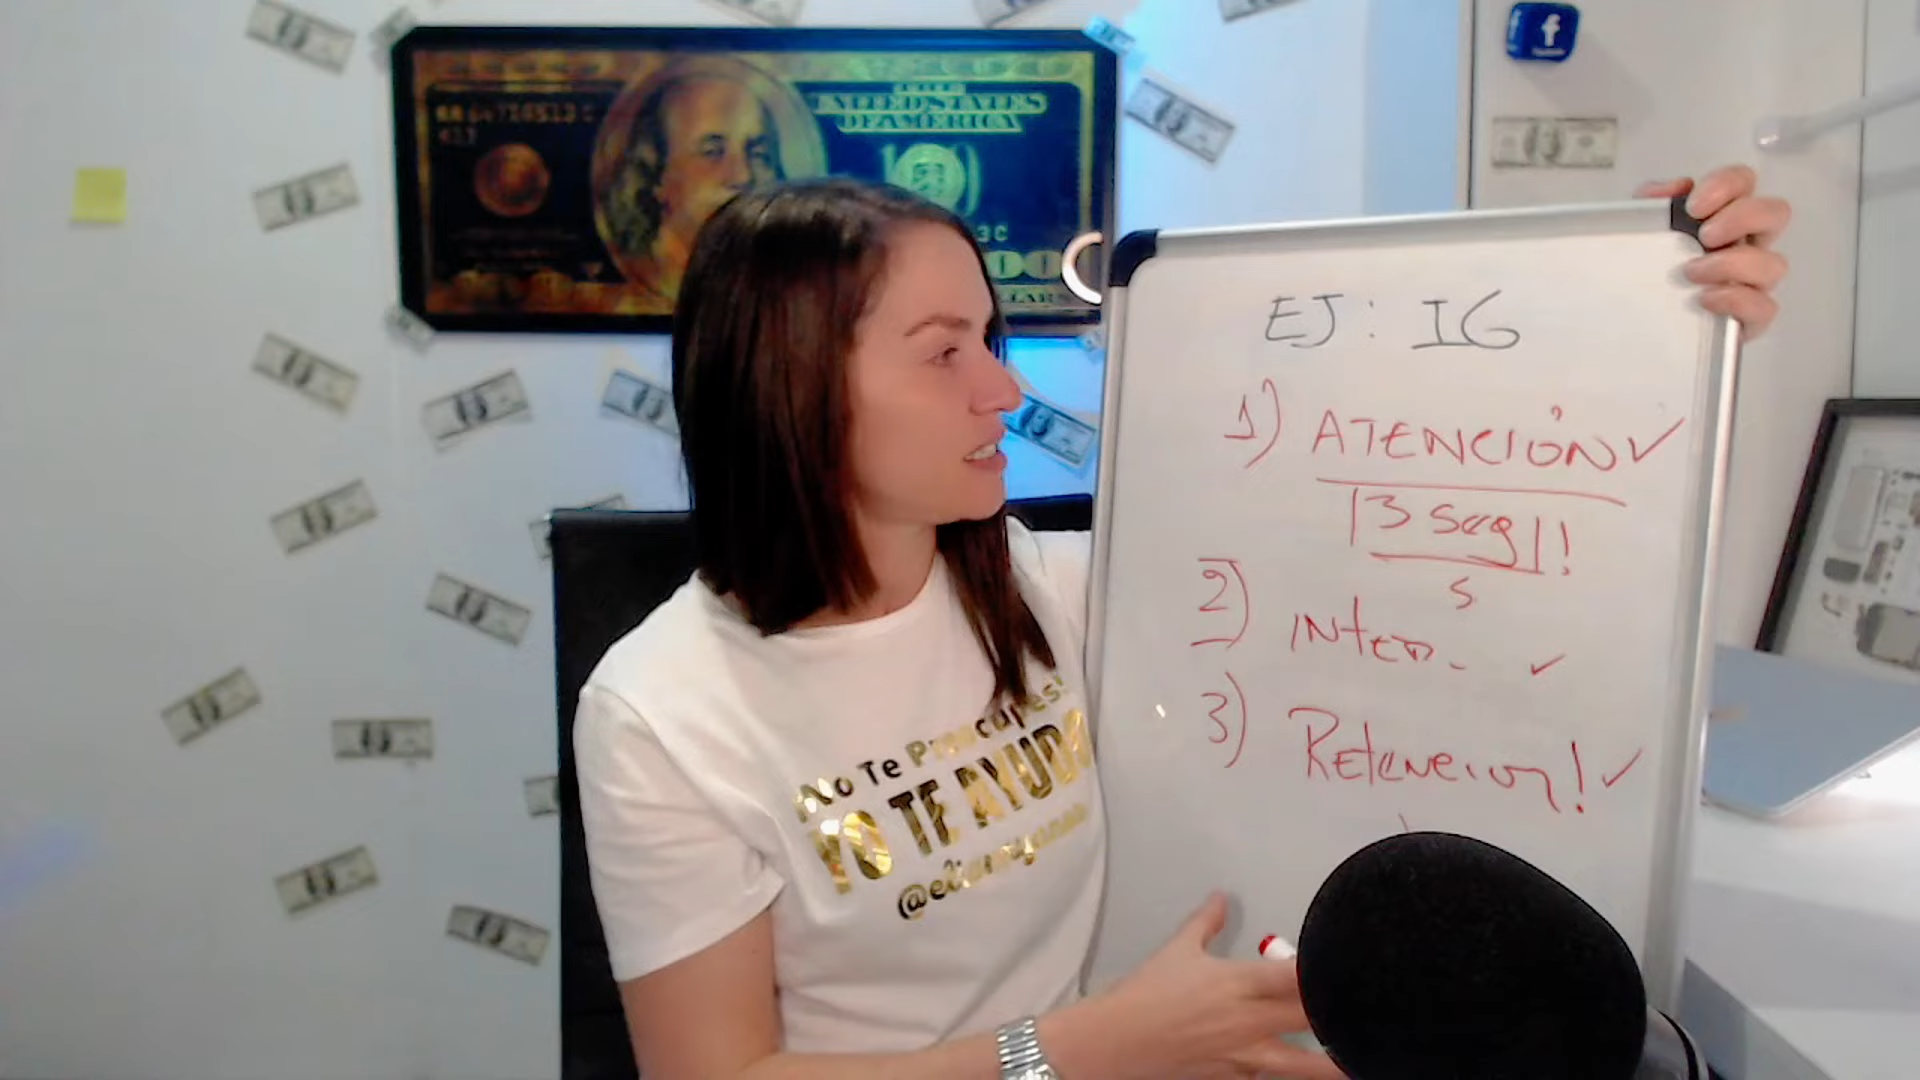 UNITED STATES
OF AMERICA
100
EJ: IG
1) ATENCIÓN ✓
3 seg!
S
2) INTER. ✓
3) Retencion! ✓
No Te Preocupes!
YO TE AYUDO
f